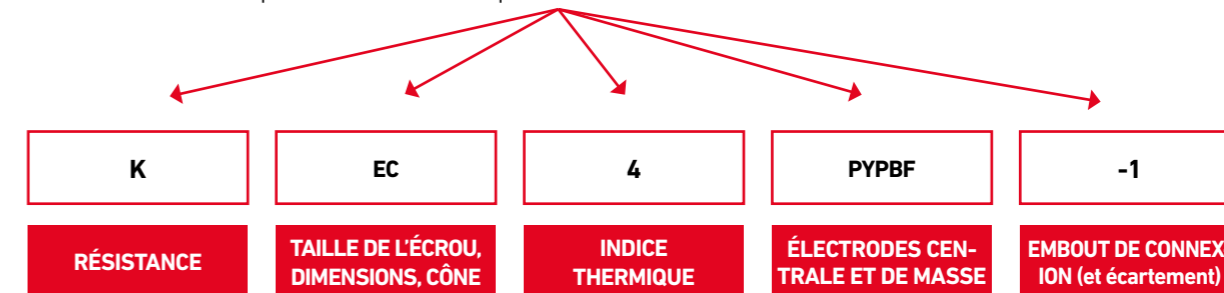 K
EC
4
PYPBF
-1
RÉSISTANCE
TAILLE DE L'ÉCROU,
DIMENSIONS, CÔNE
INDICE
THERMIQUE
ÉLECTRODES CEN-
TRALE ET DE MASSE
EMBOUT DE CONNEX-
ION (et écartement)